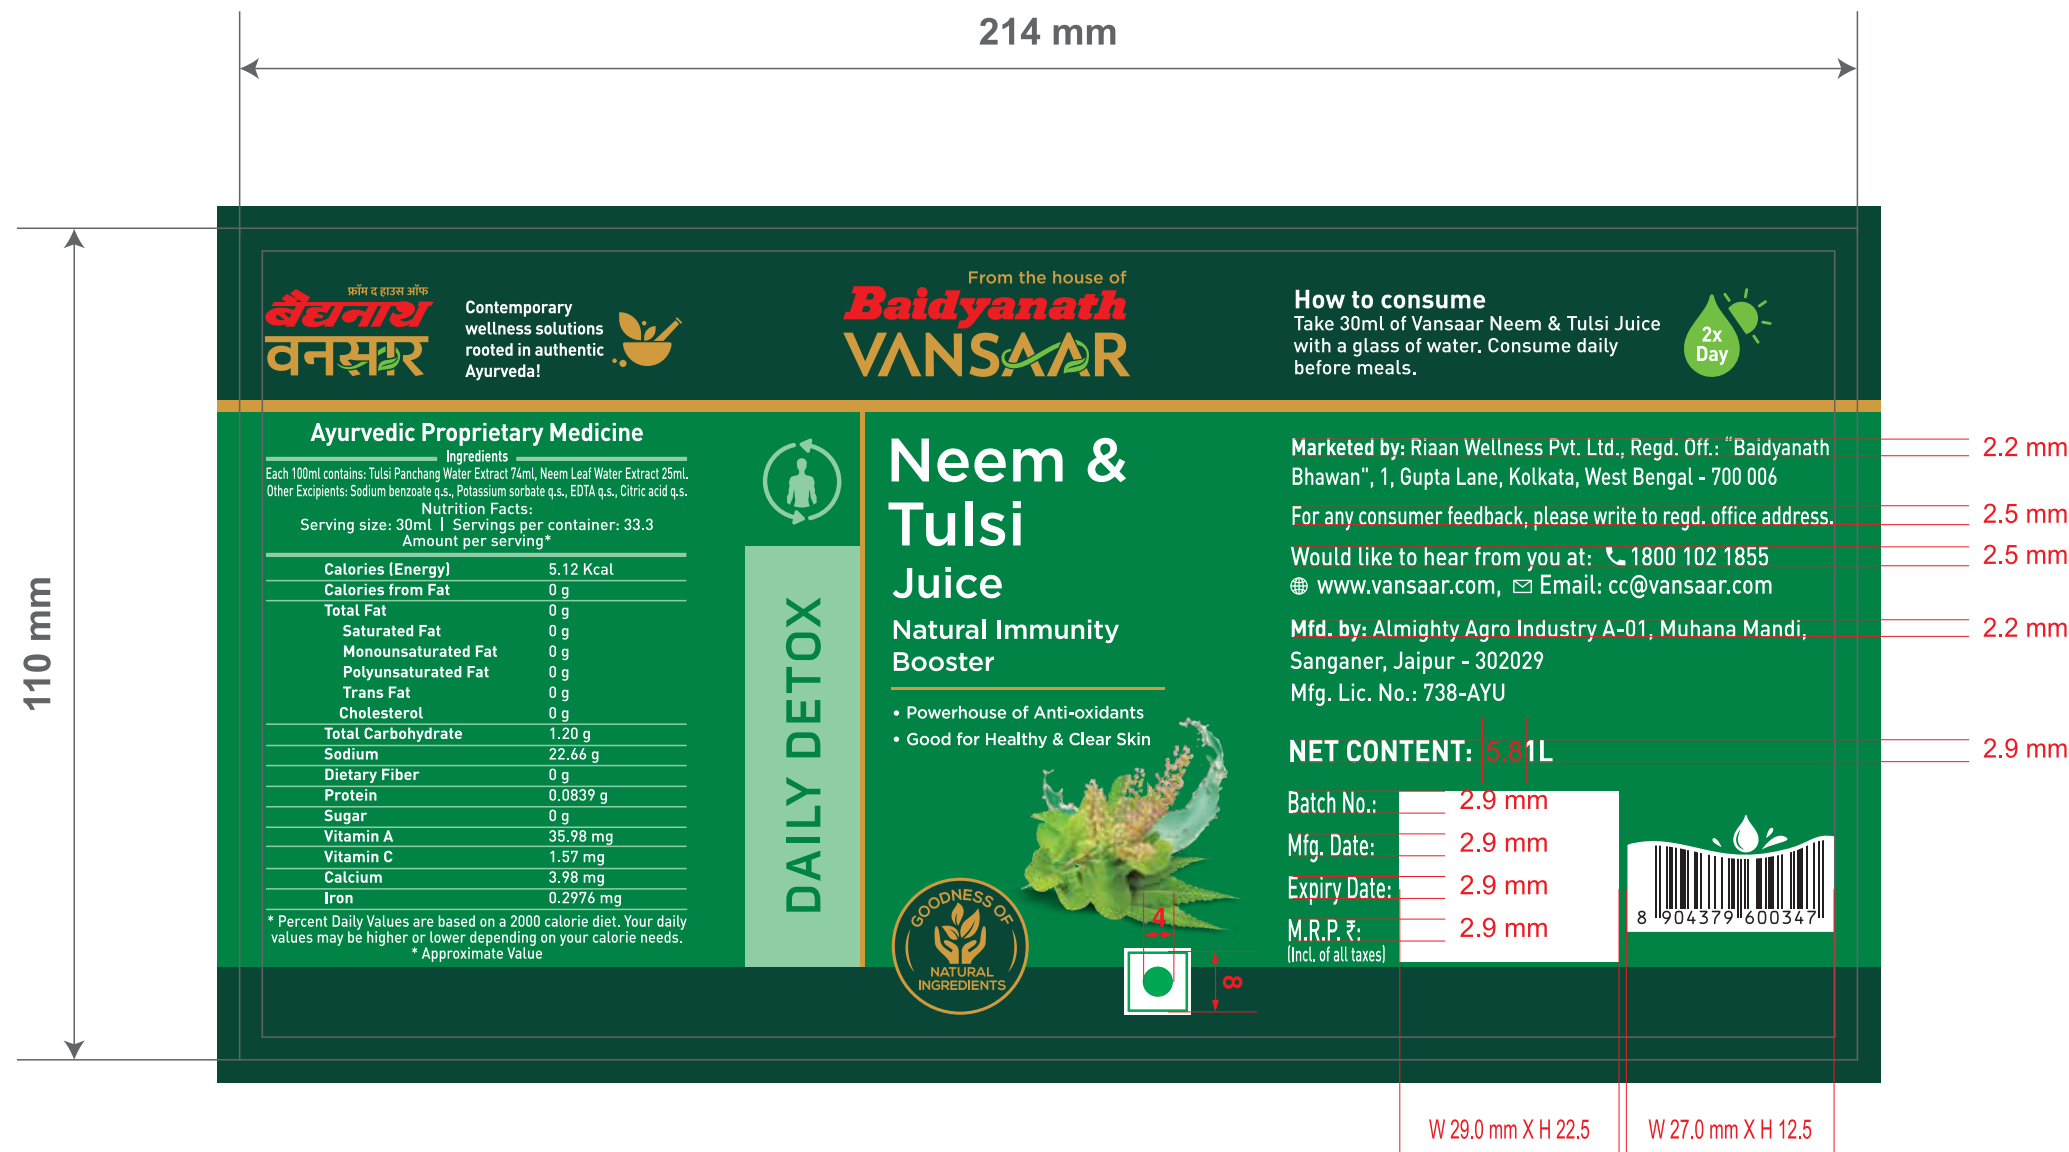 214 mm
110 mm
फ्रॉम द हाउस ऑफ
बैद्यनाथ
वनसार
Contemporary
wellness solutions
rooted in authentic
Ayurveda!
From the house of
Baidyanath
VANSAAR
How to consume
Take 30ml of Vansaar Neem & Tulsi Juice
with a glass of water. Consume daily
before meals.
2x
Day
Ayurvedic Proprietary Medicine
Ingredients
Each 100ml contains: Tulsi Panchang Water Extract 74ml, Neem Leaf Water Extract 25ml.
Other Excipients: Sodium benzoate q.s., Potassium sorbate q.s., EDTA q.s., Citric acid q.s.
Nutrition Facts:
Serving size: 30ml | Servings per container: 33.3
Amount per serving*
Calories (Energy) 5.12 Kcal
Calories from Fat 0 g
Total Fat 0 g
Saturated Fat 0 g
Monounsaturated Fat 0 g
Polyunsaturated Fat 0 g
Trans Fat 0 g
Cholesterol 0 g
Total Carbohydrate 1.20 g
Sodium 22.66 g
Dietary Fiber 0 g
Protein 0.0839 g
Sugar 0 g
Vitamin A 35.98 mg
Vitamin C 1.57 mg
Calcium 3.98 mg
Iron 0.2976 mg
* Percent Daily Values are based on a 2000 calorie diet. Your daily
values may be higher or lower depending on your calorie needs.
* Approximate Value
DAILY DETOX
Neem &
Tulsi
Juice
Natural Immunity
Booster
• Powerhouse of Anti-oxidants
• Good for Healthy & Clear Skin
GOODNESS OF
NATURAL
INGREDIENTS
4
8
Marketed by: Riaan Wellness Pvt. Ltd., Regd. Off.: “Baidyanath
Bhawan", 1, Gupta Lane, Kolkata, West Bengal - 700 006
2.2 mm
For any consumer feedback, please write to regd. office address.
2.5 mm
Would like to hear from you at: 1800 102 1855
2.5 mm
www.vansaar.com, Email: cc@vansaar.com
Mfd. by: Almighty Agro Industry A-01, Muhana Mandi,
2.2 mm
Sanganer, Jaipur - 302029
Mfg. Lic. No.: 738-AYU
NET CONTENT: 5.8 1L
2.9 mm
Batch No.: 2.9 mm
Mfg. Date: 2.9 mm
Expiry Date: 2.9 mm
M.R.P. ₹: 2.9 mm
(Incl. of all taxes)
8 904379 600347
W 29.0 mm X H 22.5
W 27.0 mm X H 12.5